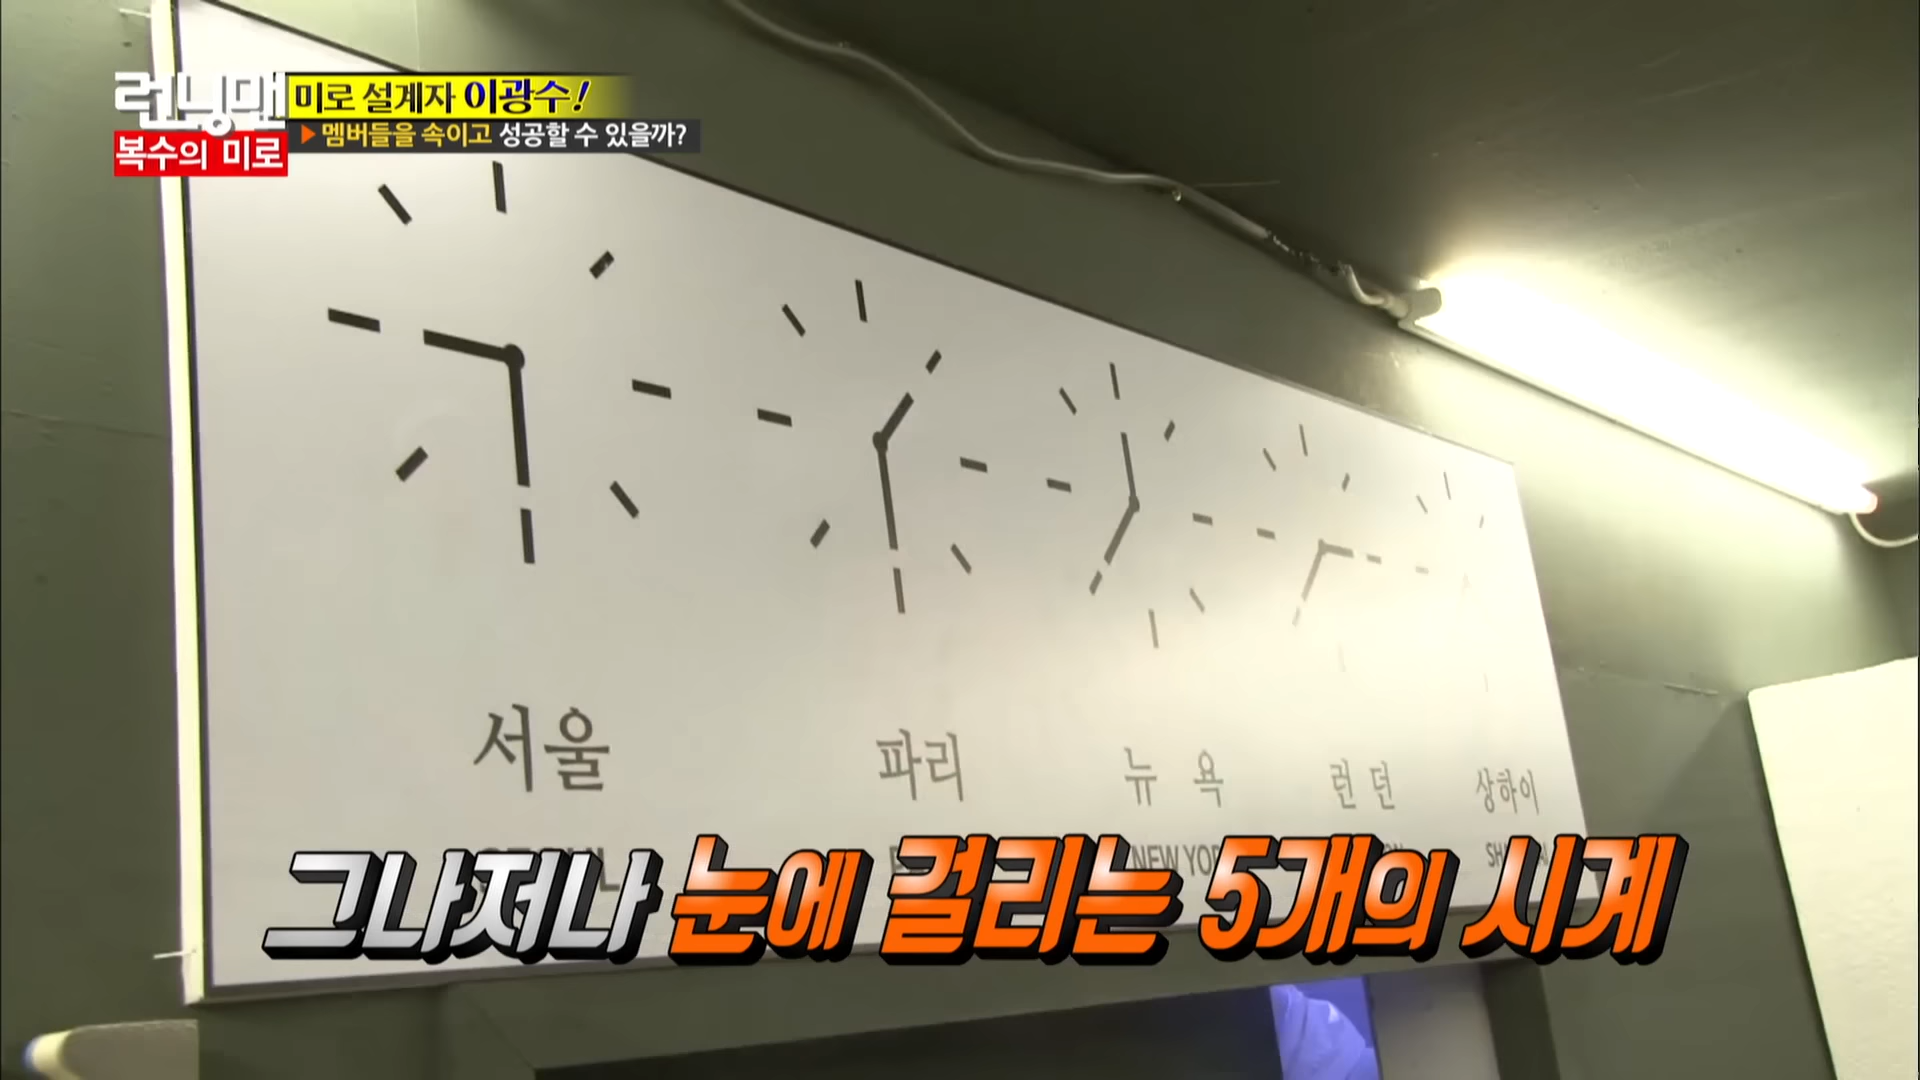 런닝맨
복수의 미로
미로 설계자 이광수!
▶ 멤버들을 속이고 성공할 수 있을까?
서울
파리
뉴욕
런던
상하이
NEW YOR
그나저나 눈에 걸리는 5개의 시계